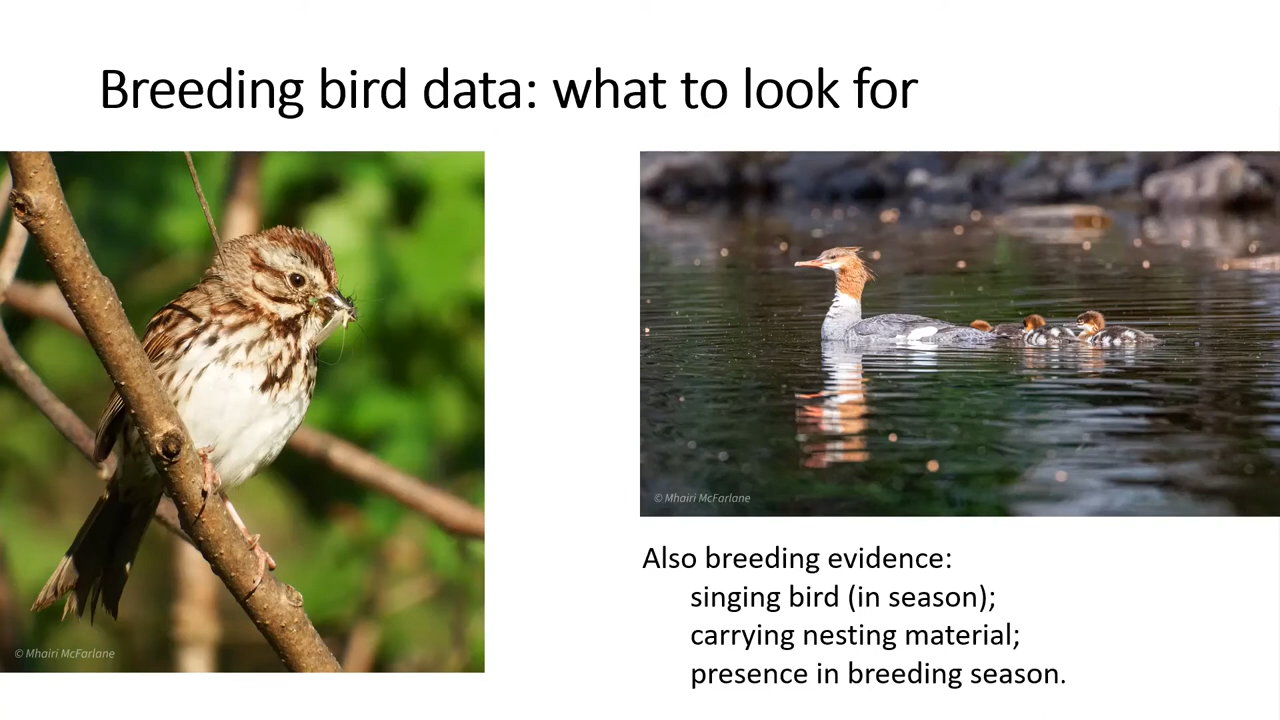 Breeding bird data: what to look for
© Mhairi McFarlane
© Mhairi McFarlane
Also breeding evidence:
singing bird (in season);
carrying nesting material;
presence in breeding season.